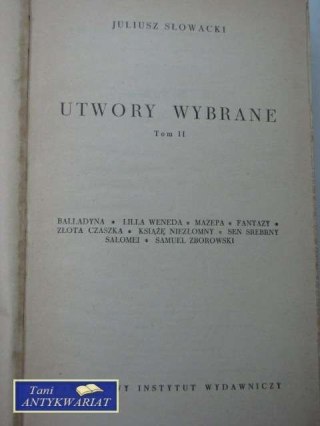 JULIUSZ SŁOWACKI
UTWORY WYBRANE
Tom II
BALLADYNA • LILLA WENEDA • MAZEPA • FANTAZY •
ZŁOTA CZASZKA • KSIĄŻĘ NIEZŁOMNY • SEN SREBRNY
SALOMEI • SAMUEL ZBOROWSKI
INSTYTUT WYDAWNICZY
Tani
ANTYKWARIAT